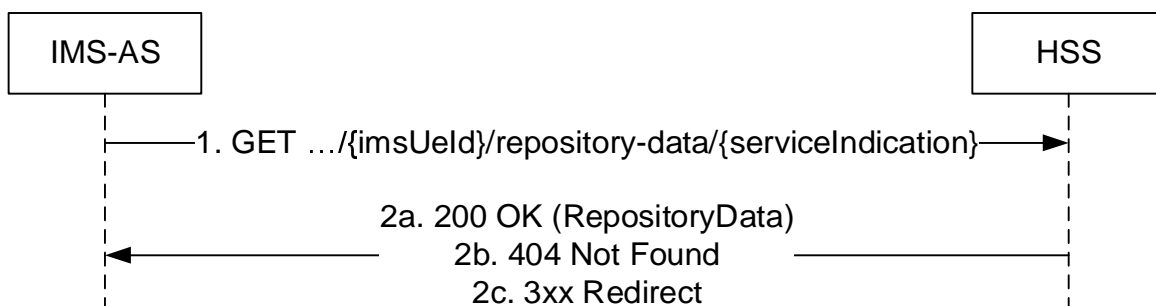 IMS-AS
HSS
1. GET …/{imsUeId}/repository-data/{serviceIndication}
2a. 200 OK (RepositoryData)
2b. 404 Not Found
2c. 3xx Redirect